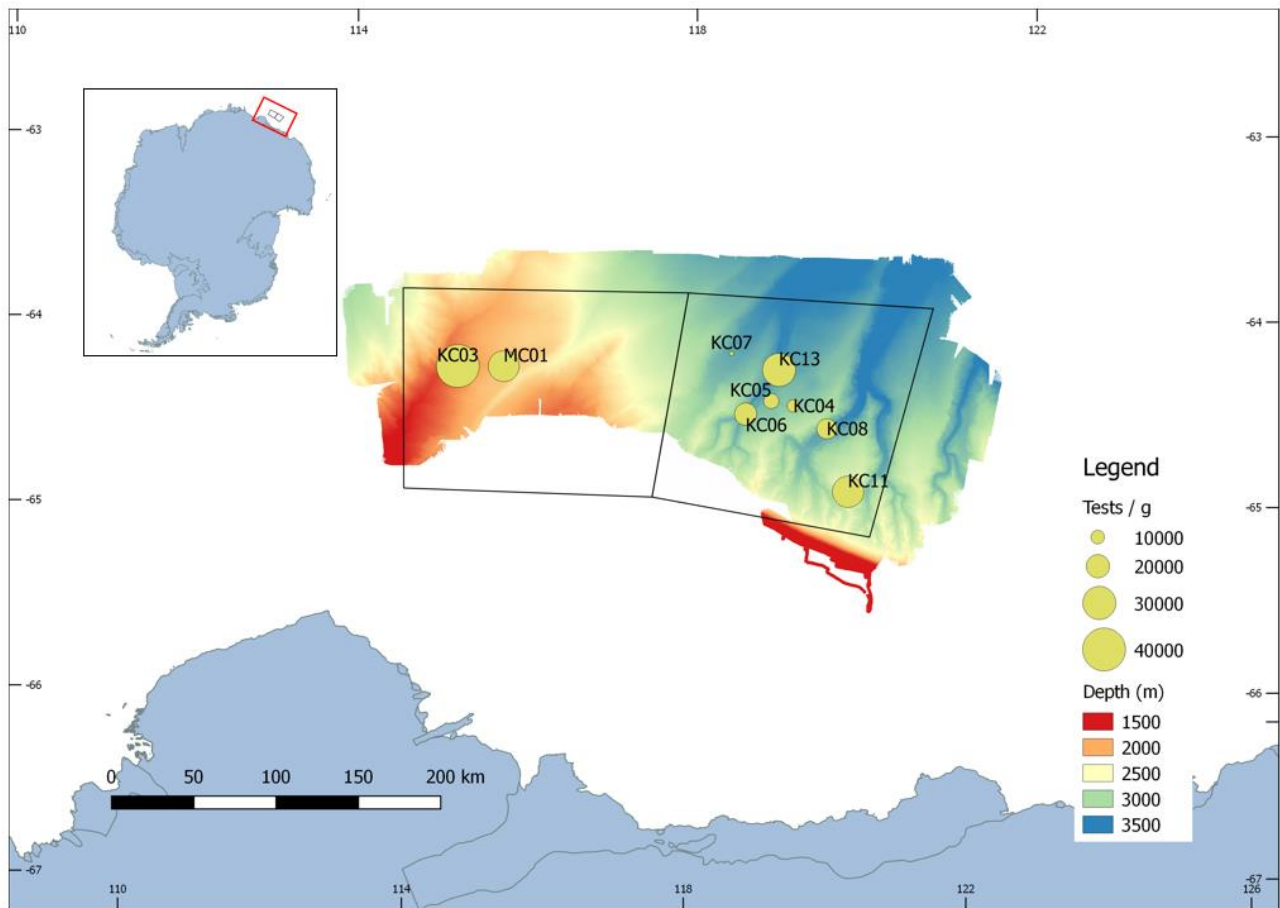 110
114
118
122
-63
-63
-64
-64
KC07
KC03
MC01
KC13
KC05
KC04
KC06
KC08
KC11
-65
-65
Legend
Tests / g
10000
20000
30000
40000
Depth (m)
1500
2000
2500
3000
3500
-66
-66
0 50 100 150 200 km
-67
-67
110
114
118
122
126